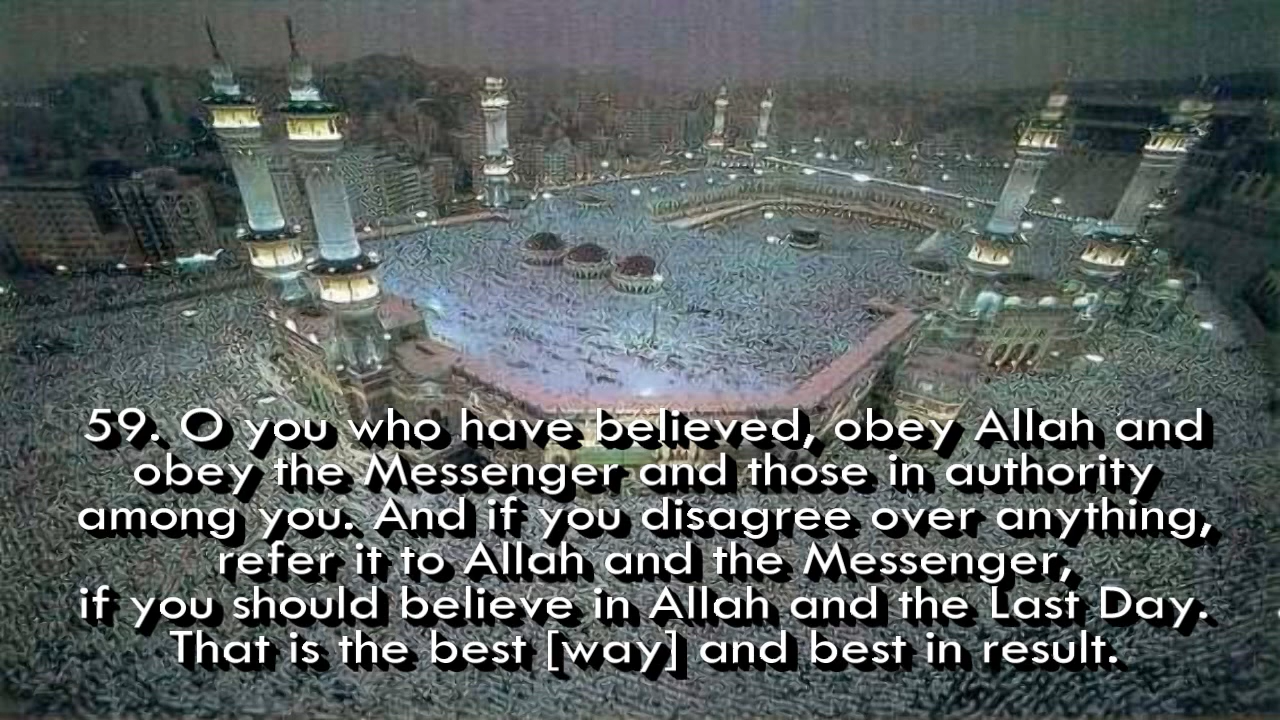 59. O you who have believed, obey Allah and
obey the Messenger and those in authority
among you. And if you disagree over anything,
refer it to Allah and the Messenger,
if you should believe in Allah and the Last Day.
That is the best [way] and best in result.